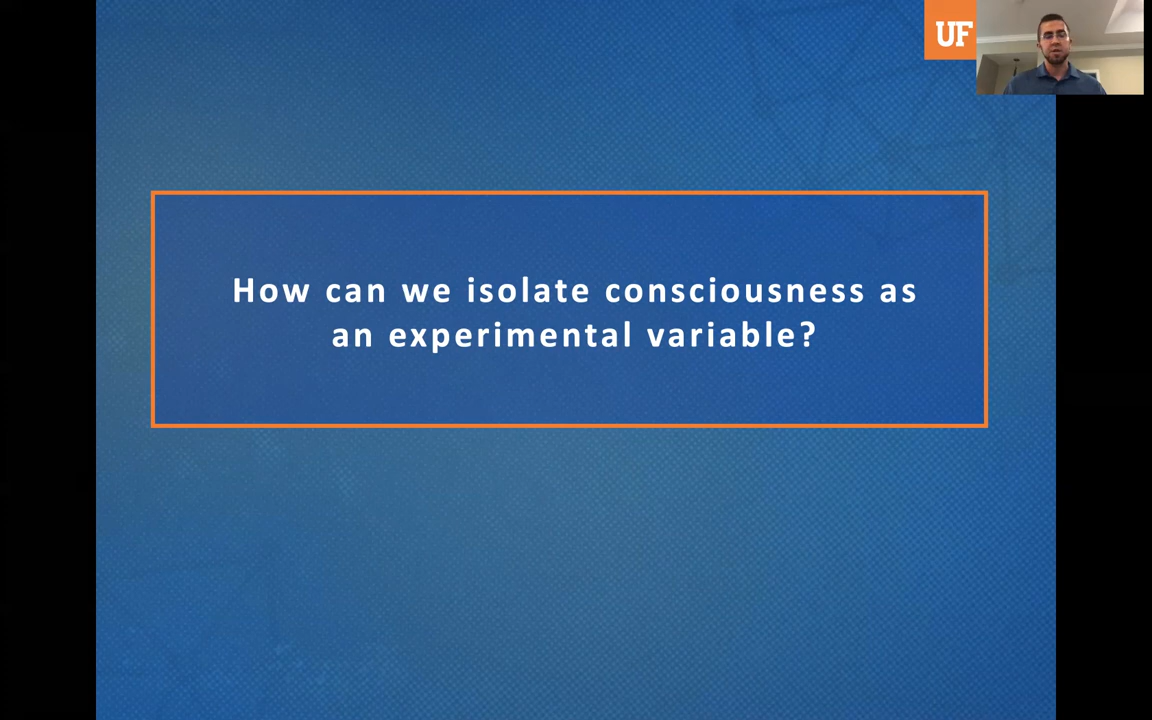 UF
How can we isolate consciousness as
an experimental variable?